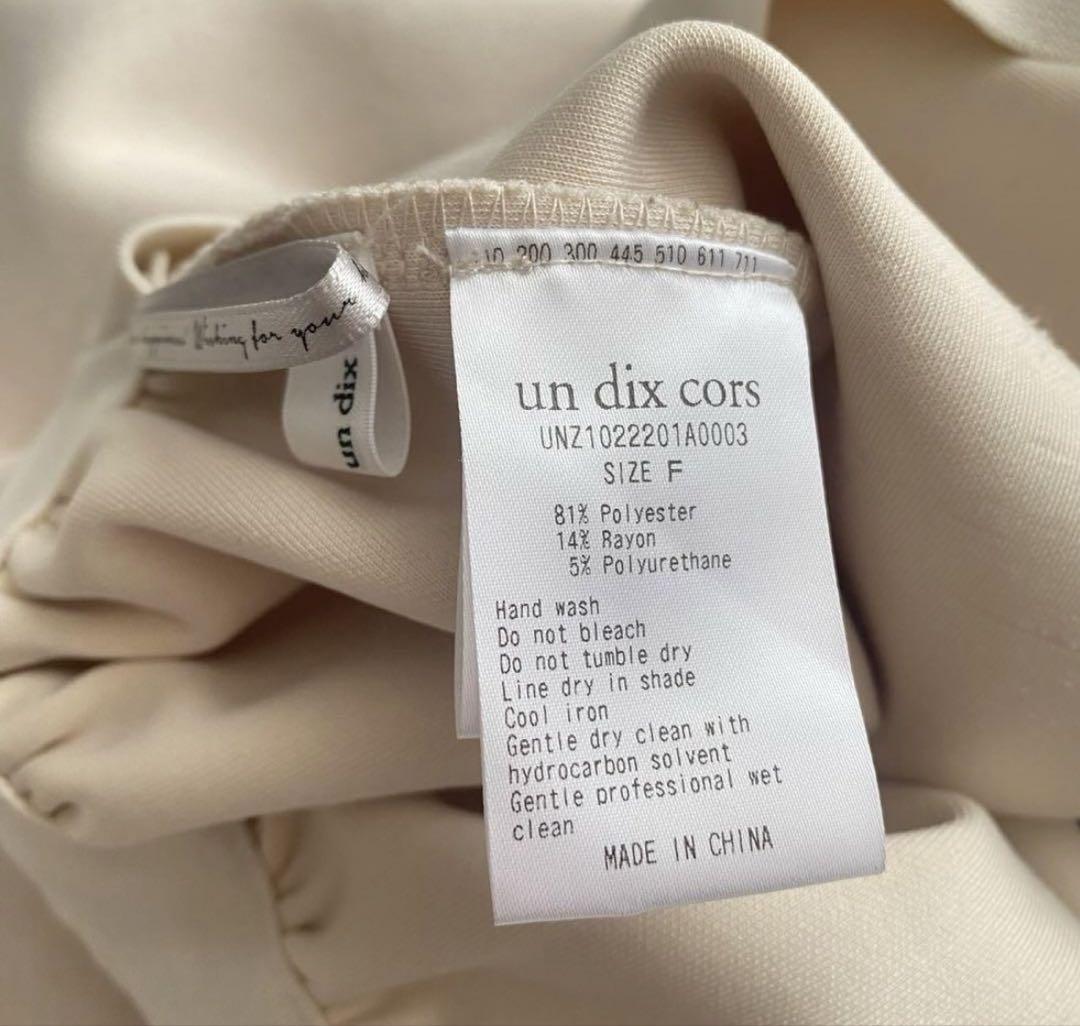 10 200 300 445 510 611 711
Wishing for your
un dix
un dix cors
UNZ1022201A0003
SIZE F
81% Polyester
14% Rayon
5% Polyurethane
Hand wash
Do not bleach
Do not tumble dry
Line dry in shade
Cool iron
Gentle dry clean with
hydrocarbon solvent
Gentle professional wet
clean
MADE IN CHINA